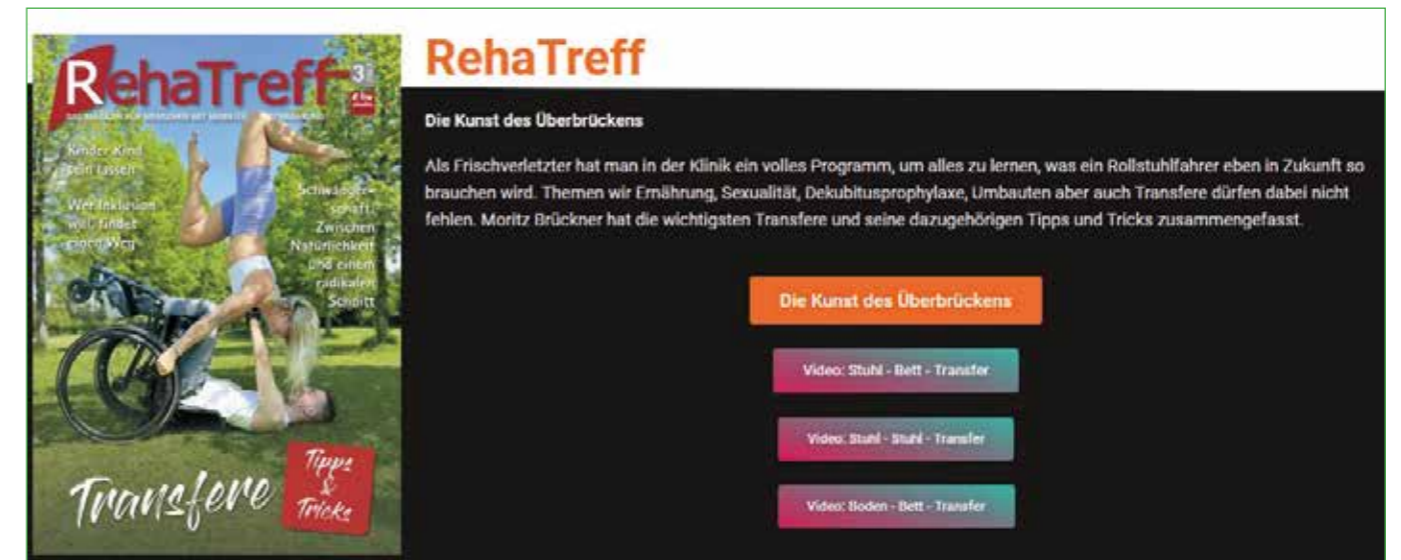 RehaTreff
3
Kinder Kind
sein lassen
Wer Inklusion
will, findet
einen Weg
Schwanger-
schaft:
Zwischen
Natürlichkeit
und einem
radikalen
Schnitt
Transfere
Tipps
&
Tricks
RehaTreff
Die Kunst des Überbrückens
Als Frischverletzter hat man in der Klinik ein volles Programm, um alles zu lernen, was ein Rollstuhlfahrer eben in Zukunft so
brauchen wird. Themen wir Ernährung, Sexualität, Dekubitusprophylaxe, Umbauten aber auch Transfere dürfen dabei nicht
fehlen. Moritz Brückner hat die wichtigsten Transfere und seine dazugehörigen Tipps und Tricks zusammengefasst.
Die Kunst des Überbrückens
Video: Stuhl - Bett - Transfer
Video: Stuhl - Stuhl - Transfer
Video: Boden - Bett - Transfer